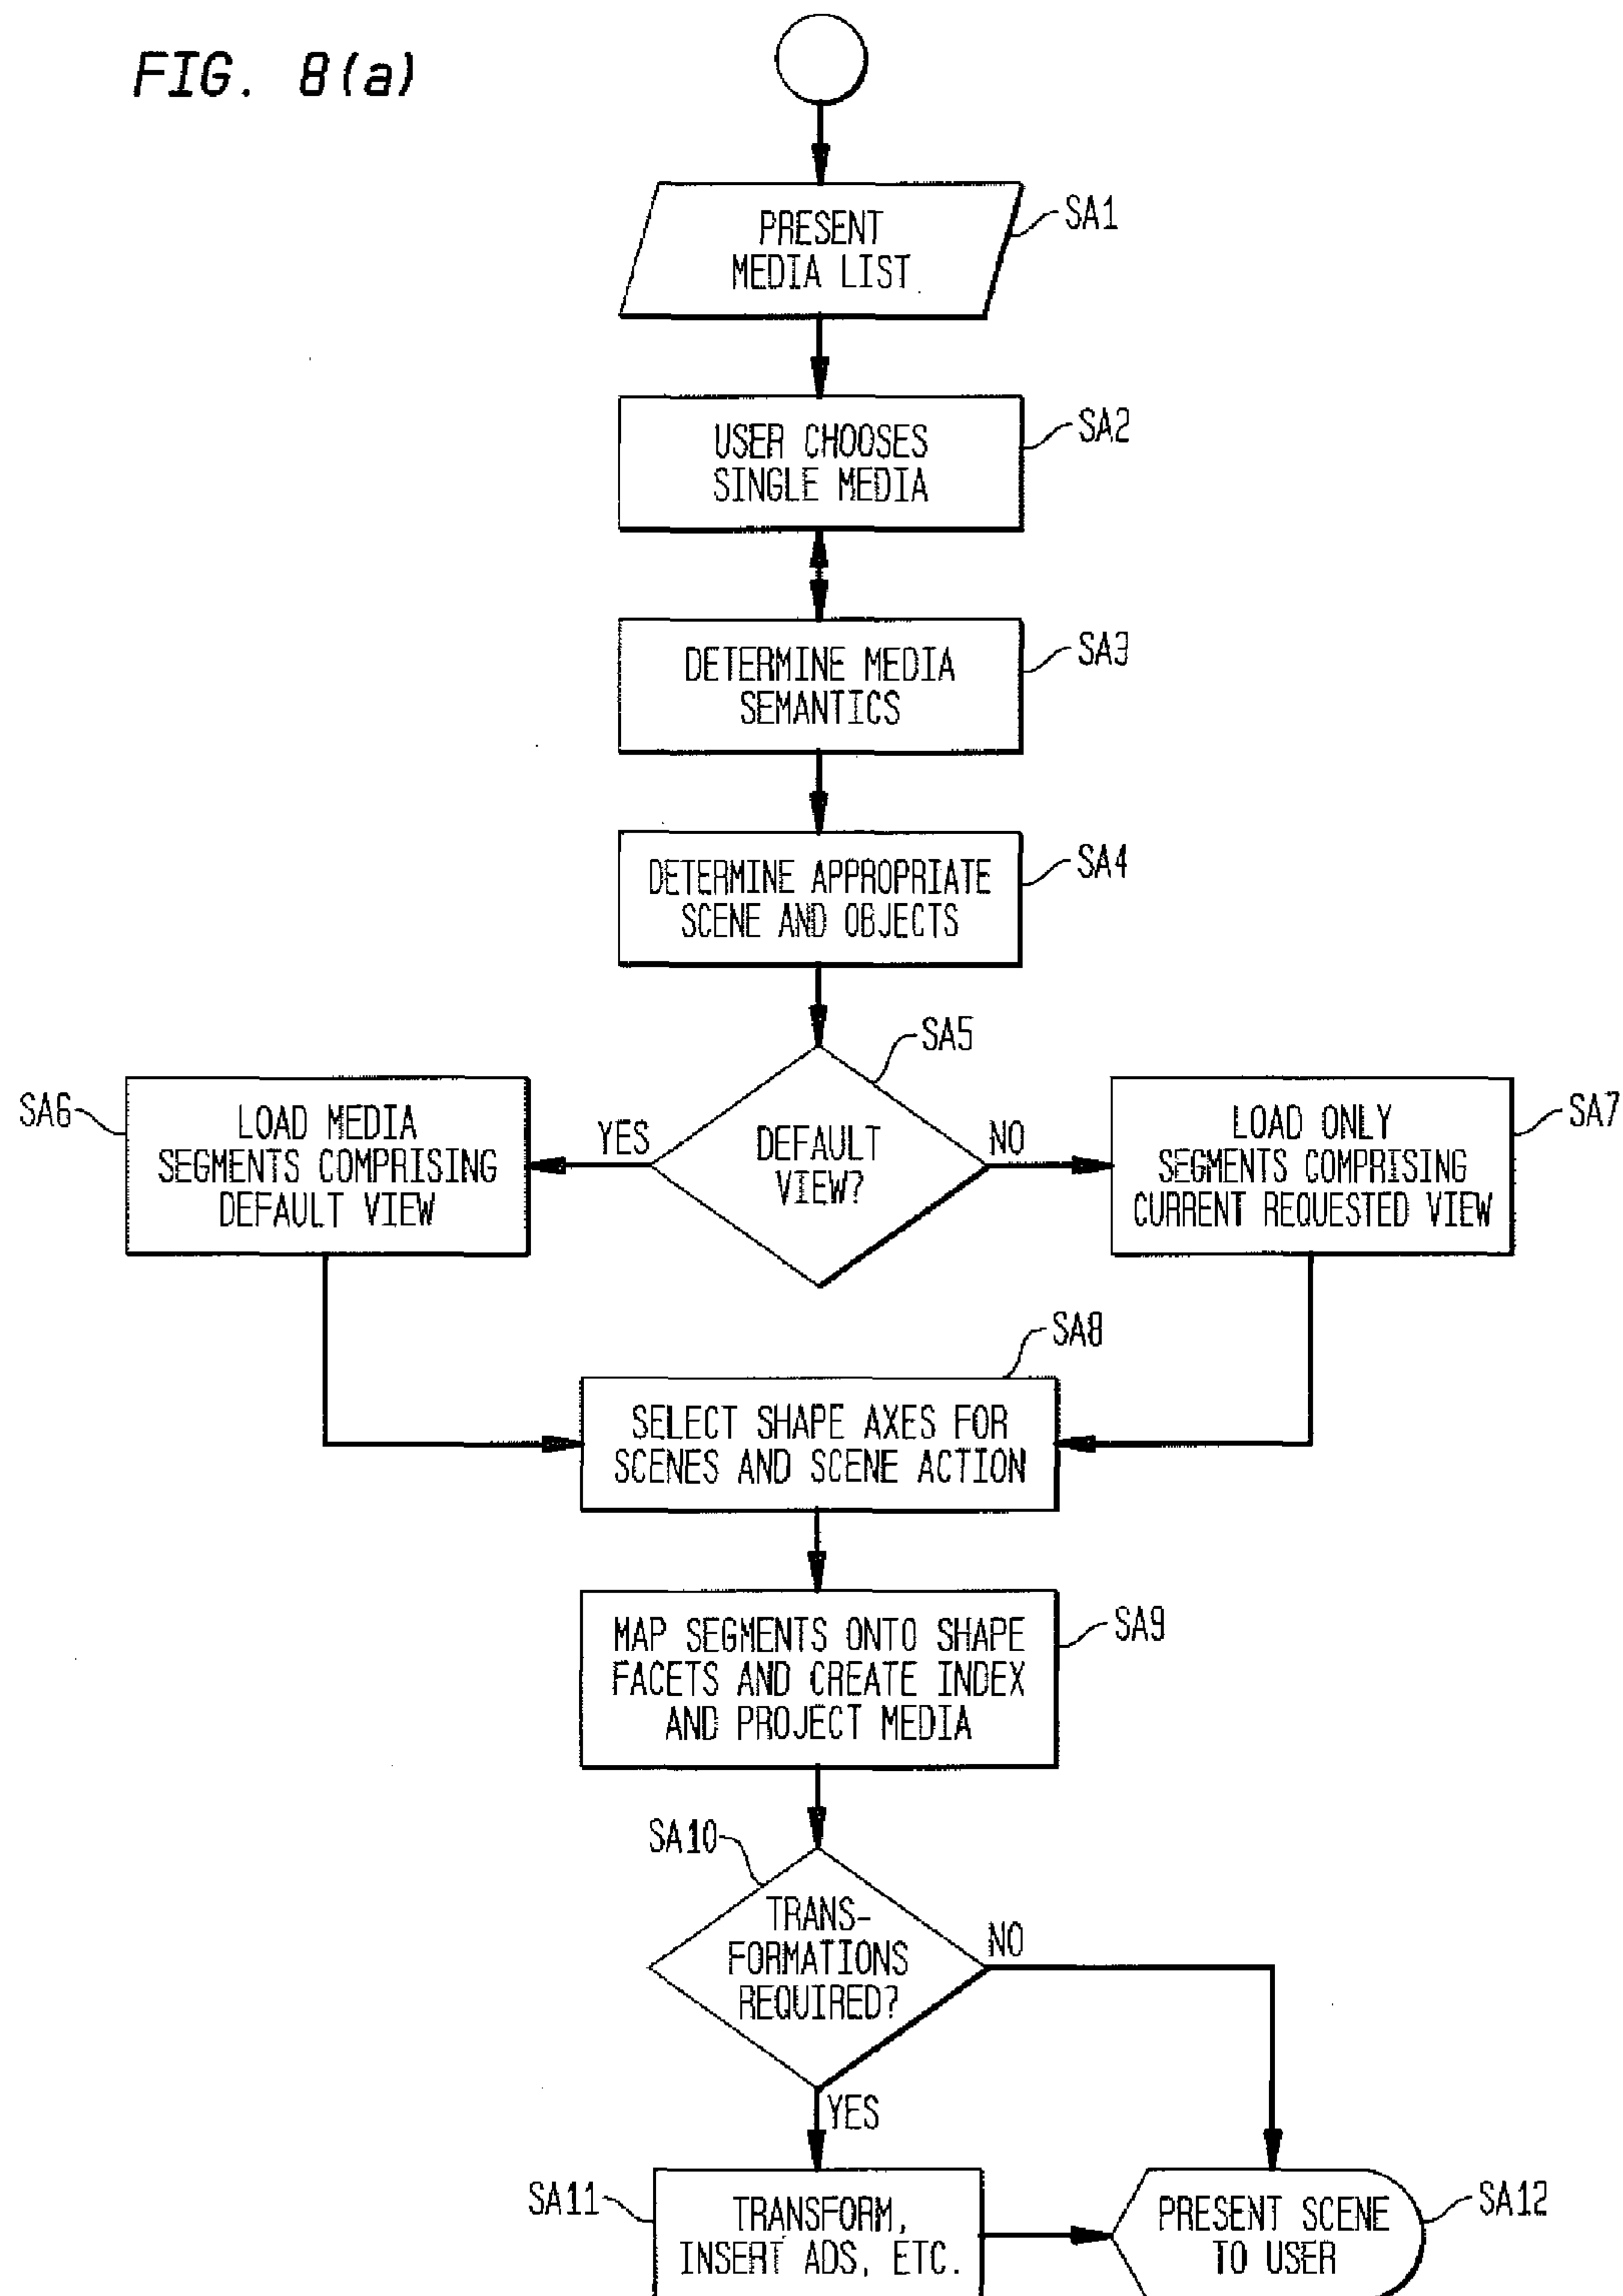 FIG. 8(a)
PRESENT
MEDIA LIST
SA1
USER CHOOSES
SINGLE MEDIA
SA2
DETERMINE MEDIA
SEMANTICS
SA3
DETERMINE APPROPRIATE
SCENE AND OBJECTS
SA4
SA5
DEFAULT
VIEW?
YES
NO
SA6
LOAD MEDIA
SEGMENTS COMPRISING
DEFAULT VIEW
LOAD ONLY
SEGMENTS COMPRISING
CURRENT REQUESTED VIEW
SA7
SA8
SELECT SHAPE AXES FOR
SCENES AND SCENE ACTION
MAP SEGMENTS ONTO SHAPE
FACETS AND CREATE INDEX
AND PROJECT MEDIA
SA9
SA10
TRANS-
FORMATIONS
REQUIRED?
NO
YES
SA11
TRANSFORM,
INSERT ADS, ETC.
PRESENT SCENE
TO USER
SA12